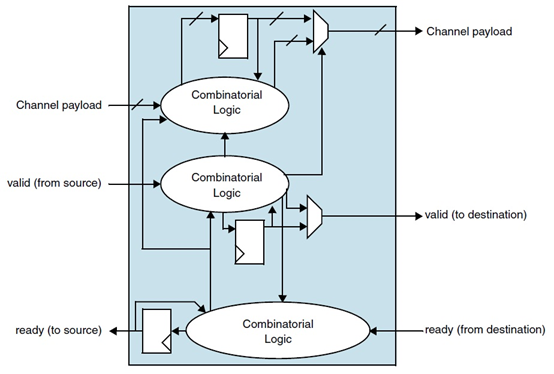 Channel payload
Combinatorial
Logic
Channel payload
Combinatorial
Logic
valid (from source)
valid (to destination)
Combinatorial
Logic
ready (to source)
ready (from destination)